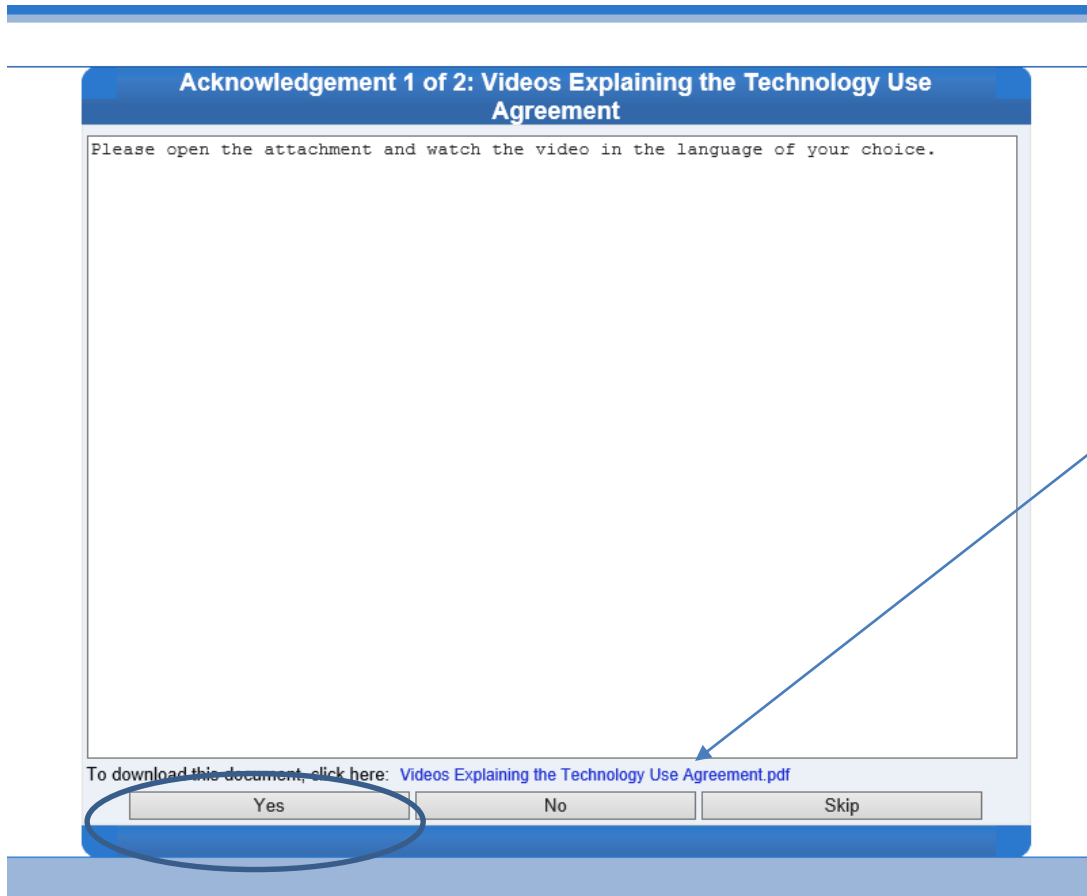 Acknowledgement 1 of 2: Videos Explaining the Technology Use
Agreement
Please open the attachment and watch the video in the language of your choice.
To download this document, click here: Videos Explaining the Technology Use Agreement.pdf
Yes No Skip